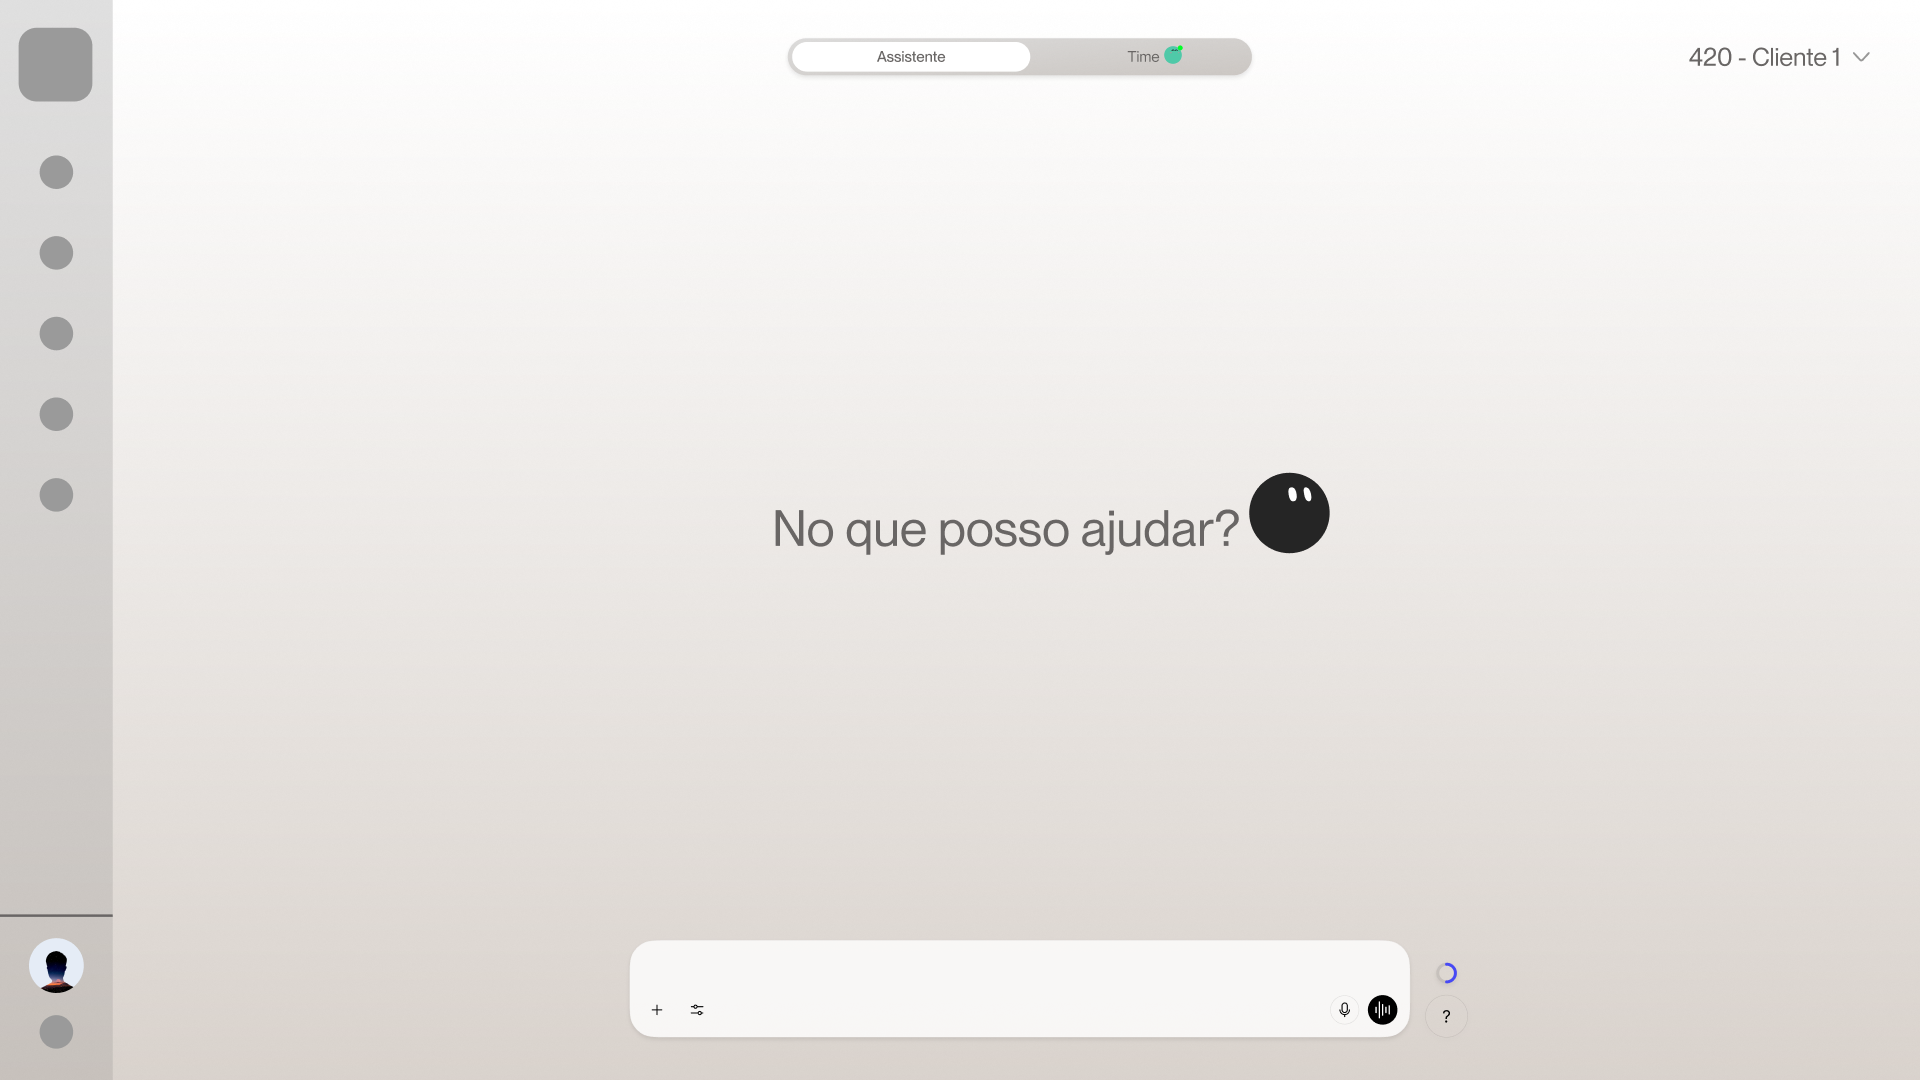 Assistente
Time
420 - Cliente 1
No que posso ajudar?
?